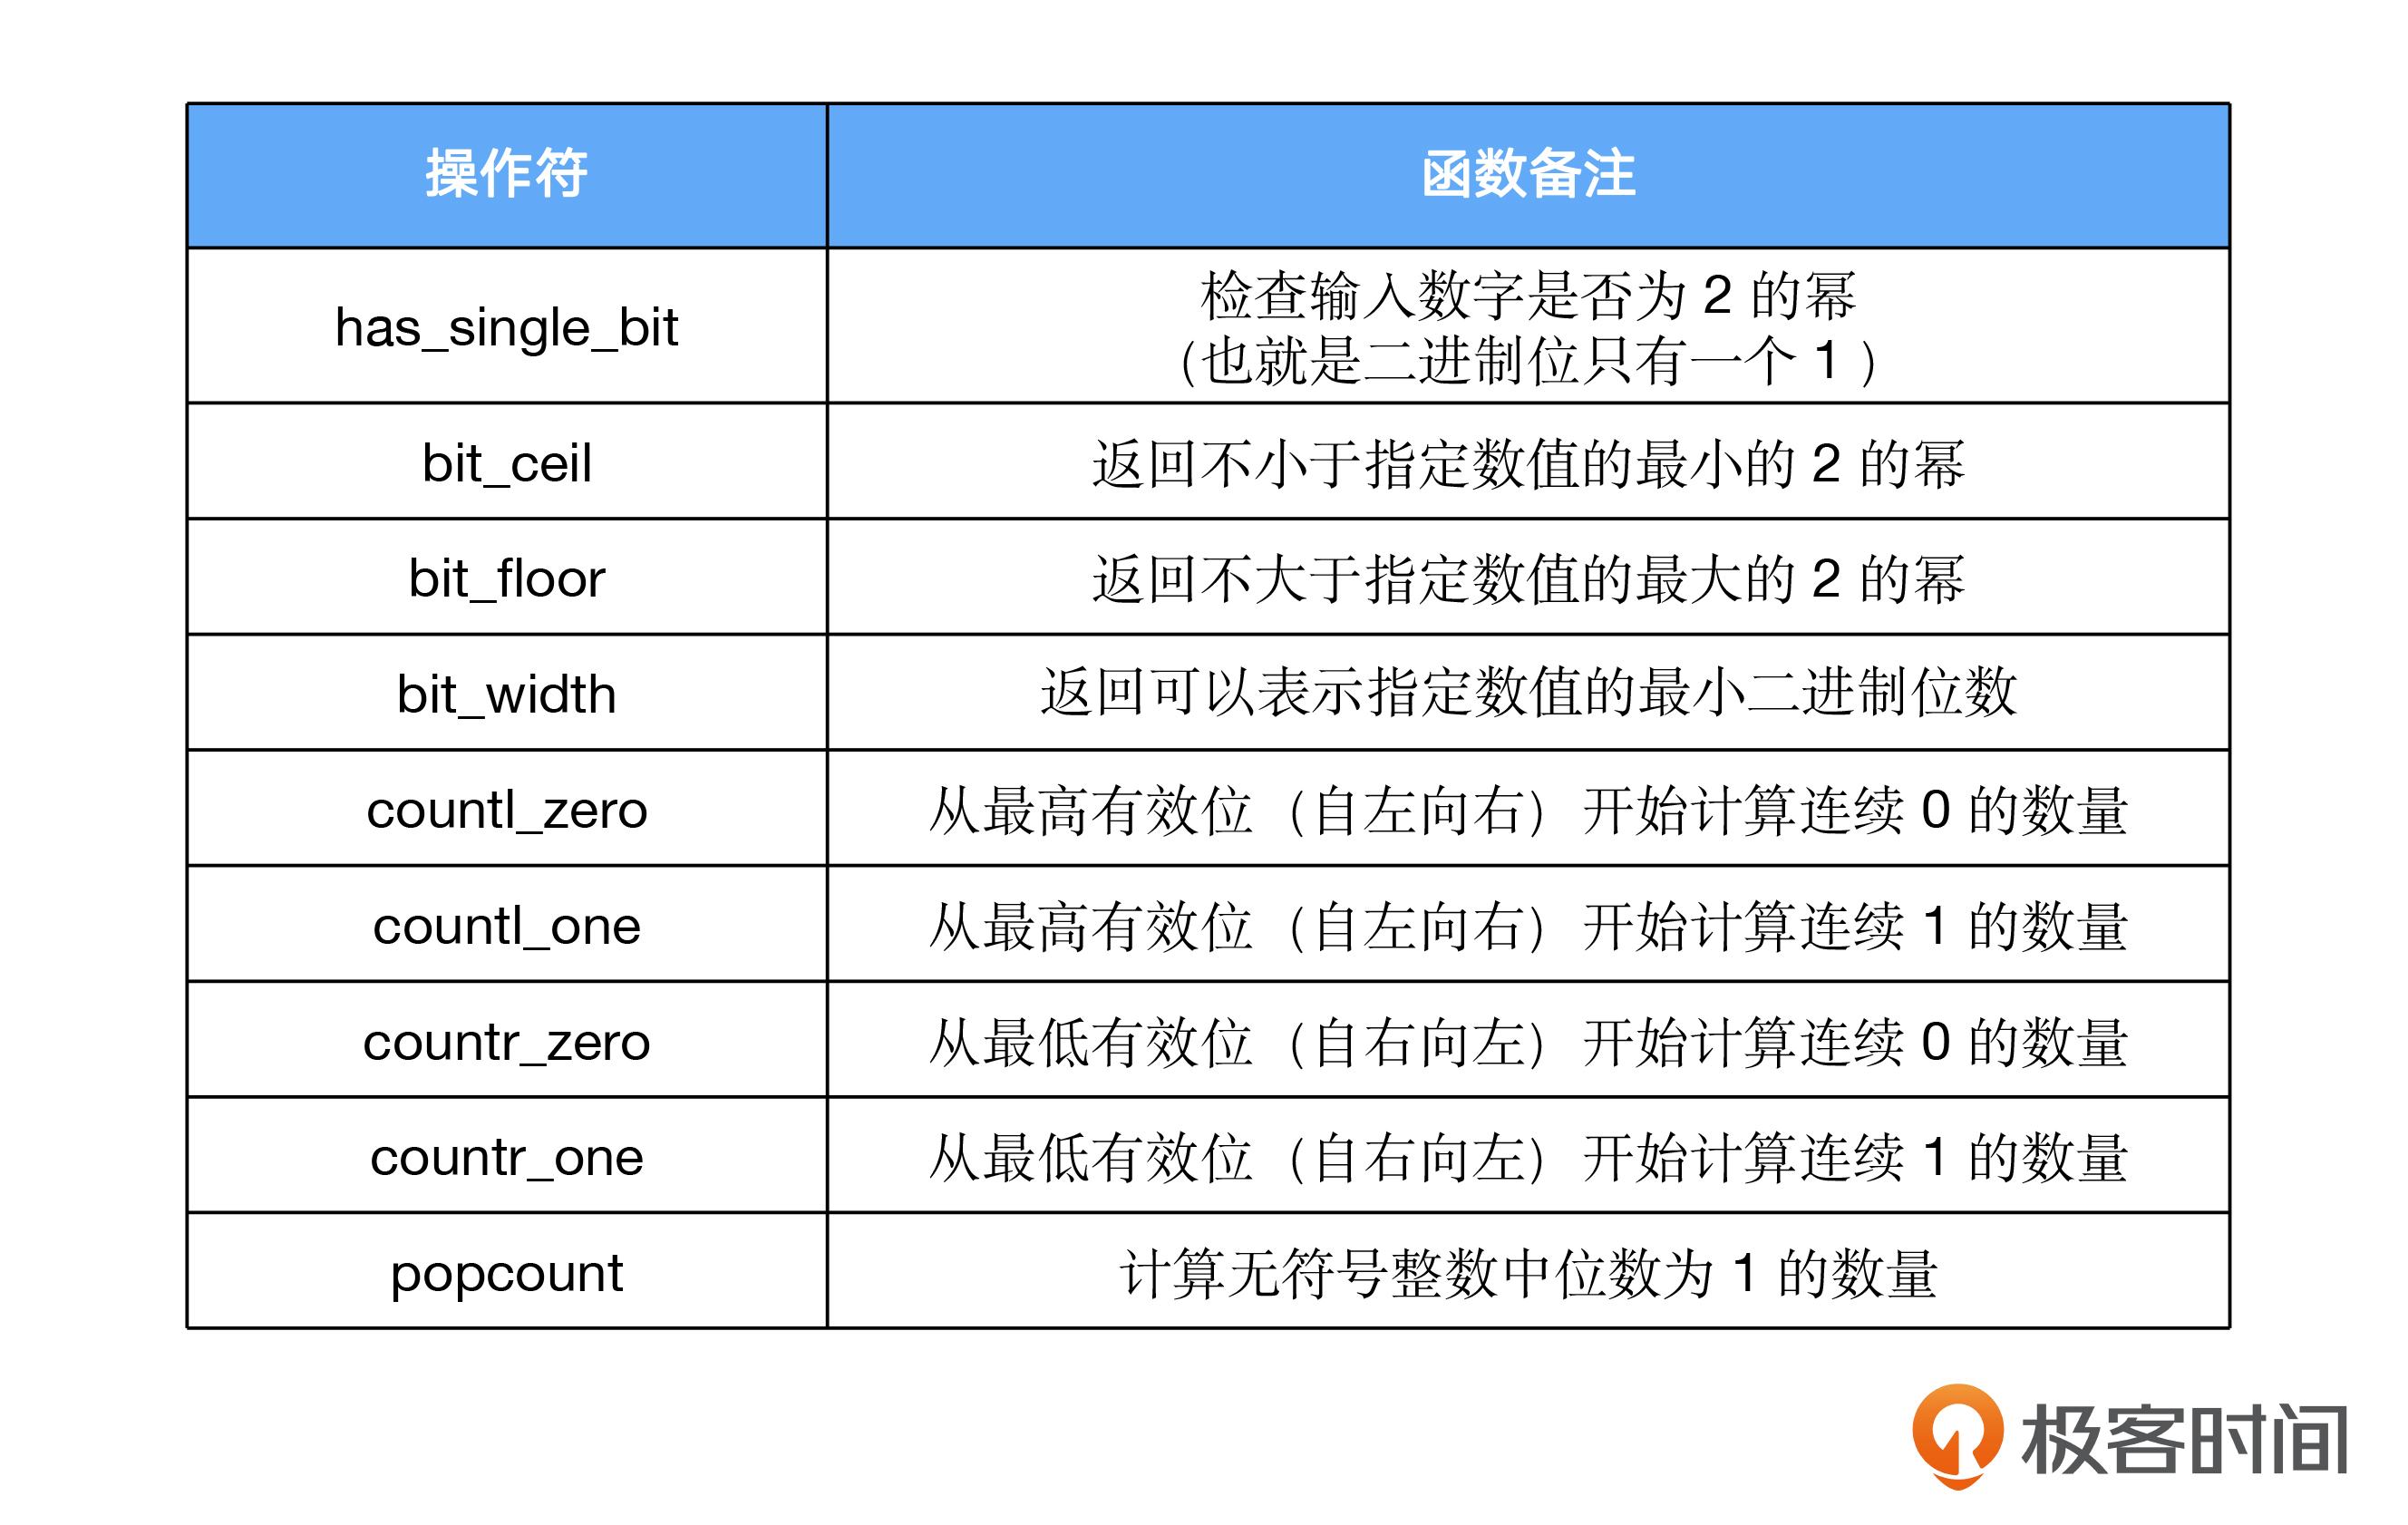 操作符
函数备注
has_single_bit
检查输入数字是否为 2 的幂
（也就是二进制位只有一个 1 ）
bit_ceil
返回不小于指定数值的最小的 2 的幂
bit_floor
返回不大于指定数值的最大的 2 的幂
bit_width
返回可以表示指定数值的最小二进制位数
countl_zero
从最高有效位（自左向右）开始计算连续 0 的数量
countl_one
从最高有效位（自左向右）开始计算连续 1 的数量
countr_zero
从最低有效位（自右向左）开始计算连续 0 的数量
countr_one
从最低有效位（自右向左）开始计算连续 1 的数量
popcount
计算无符号整数中位数为 1 的数量
极客时间